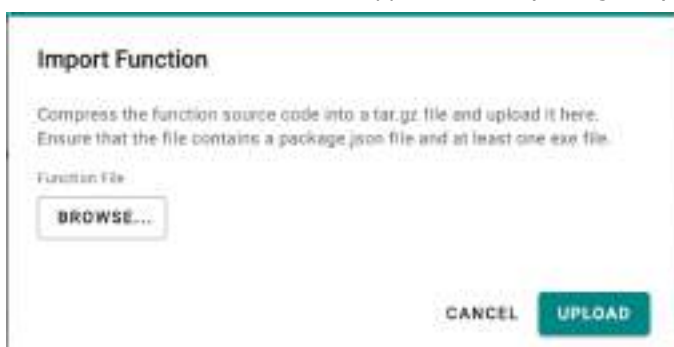 Import Function
Compress the function source code into a tar.gz file and upload it here.
Ensure that the file contains a package.json file and at least one exe file.
Function File
BROWSE...
CANCEL
UPLOAD